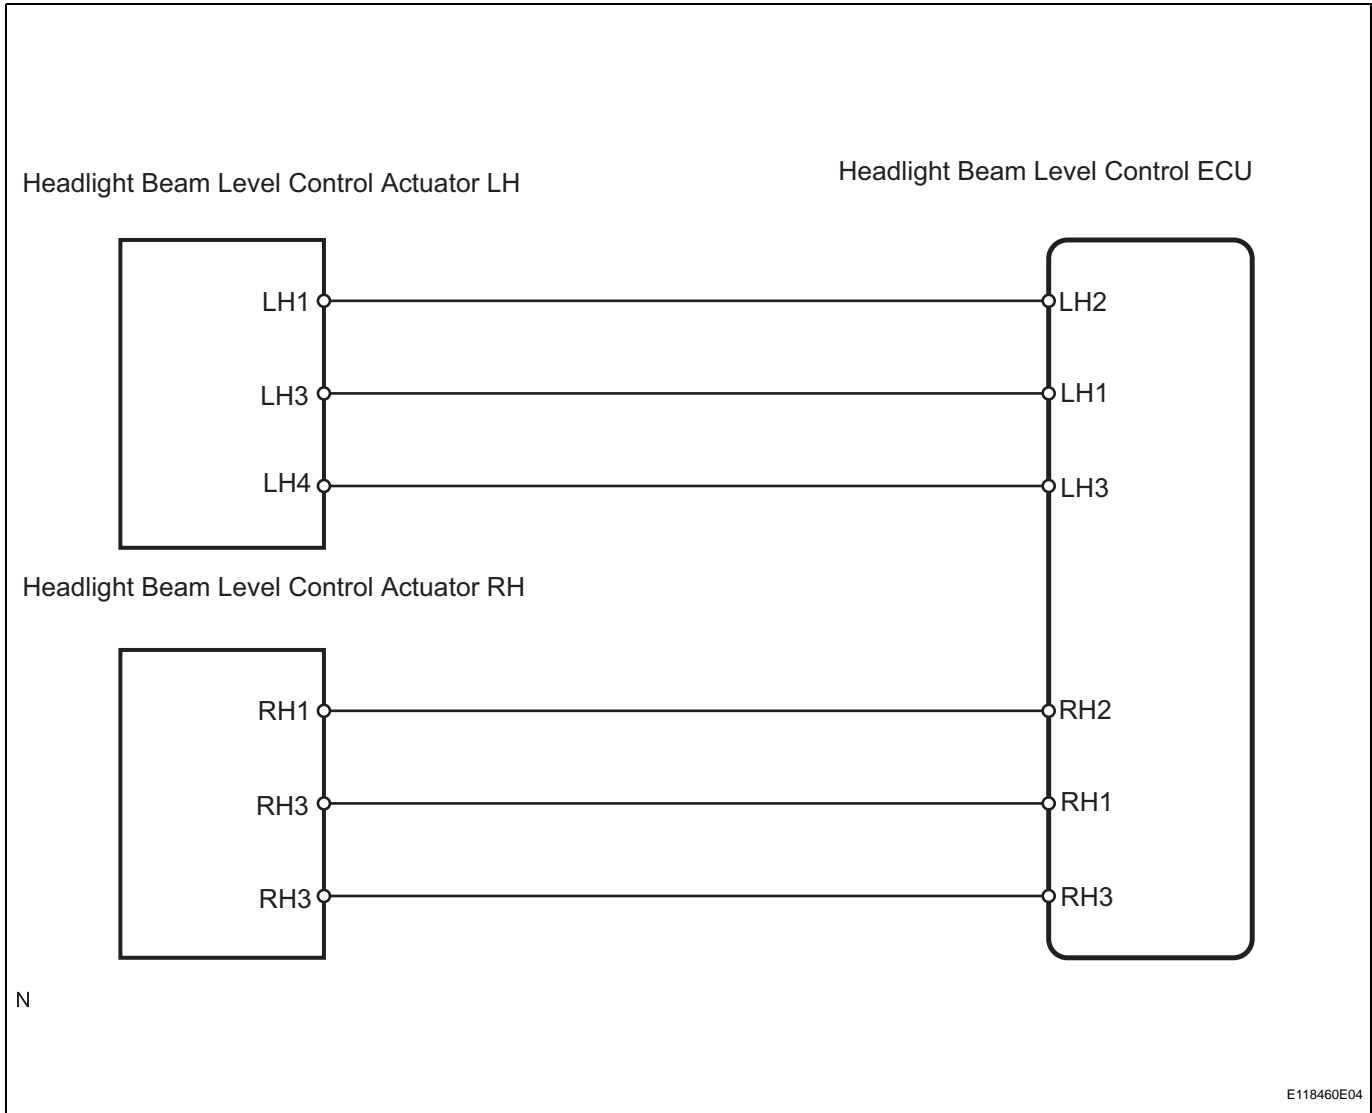 Headlight Beam Level Control Actuator LH
Headlight Beam Level Control ECU
LH1
LH2
LH3
LH1
LH4
LH3
Headlight Beam Level Control Actuator RH
RH1
RH2
RH3
RH1
RH3
RH3
N
E118460E04